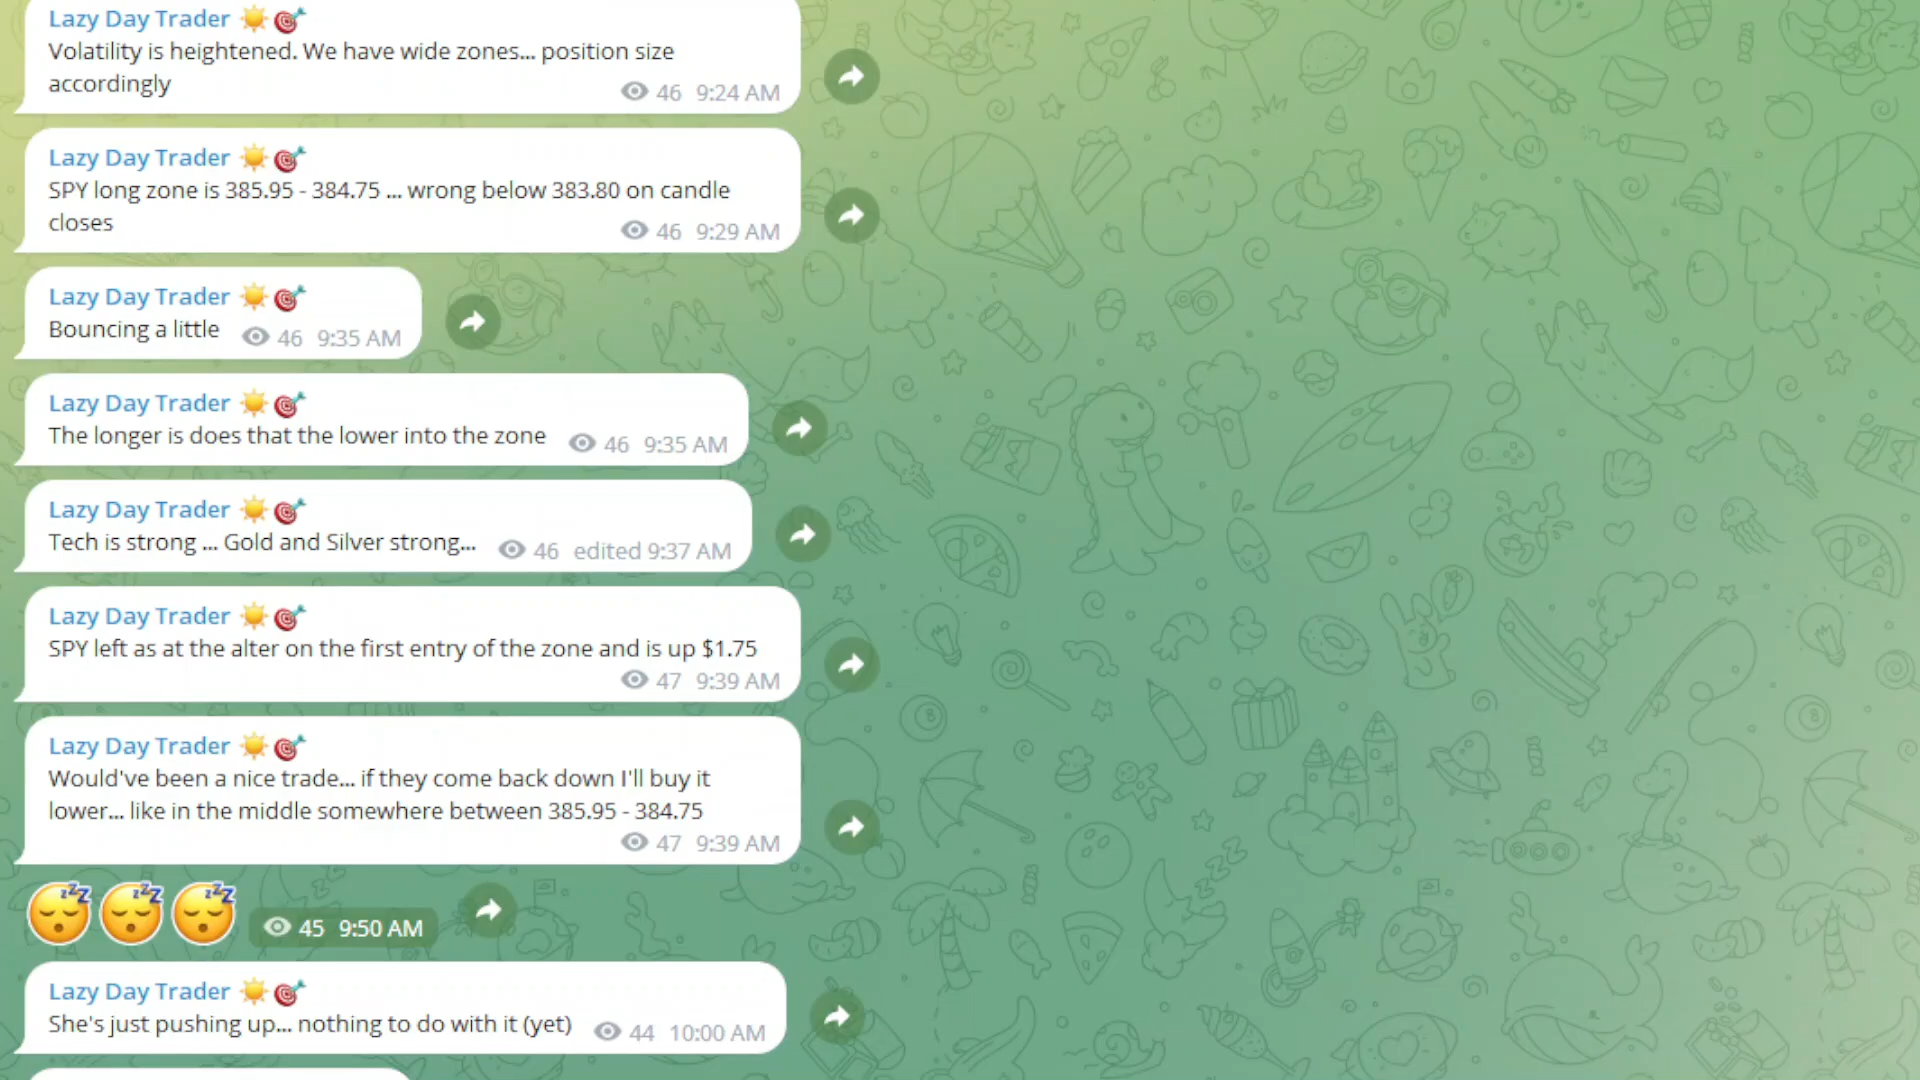 Lazy Day Trader ☀️🎯
Volatility is heightened. We have wide zones... position size
accordingly
46 9:24 AM
Lazy Day Trader ☀️🎯
SPY long zone is 385.95 - 384.75 ... wrong below 383.80 on candle
closes
46 9:29 AM
Lazy Day Trader ☀️🎯
Bouncing a little 46 9:35 AM
Lazy Day Trader ☀️🎯
The longer is does that the lower into the zone 46 9:35 AM
Lazy Day Trader ☀️🎯
Tech is strong ... Gold and Silver strong... 46 edited 9:37 AM
Lazy Day Trader ☀️🎯
SPY left as at the alter on the first entry of the zone and is up $1.75
47 9:39 AM
Lazy Day Trader ☀️🎯
Would've been a nice trade... if they come back down I'll buy it
lower... like in the middle somewhere between 385.95 - 384.75
47 9:39 AM
😴😴😴 45 9:50 AM
Lazy Day Trader ☀️🎯
She's just pushing up... nothing to do with it (yet) 44 10:00 AM